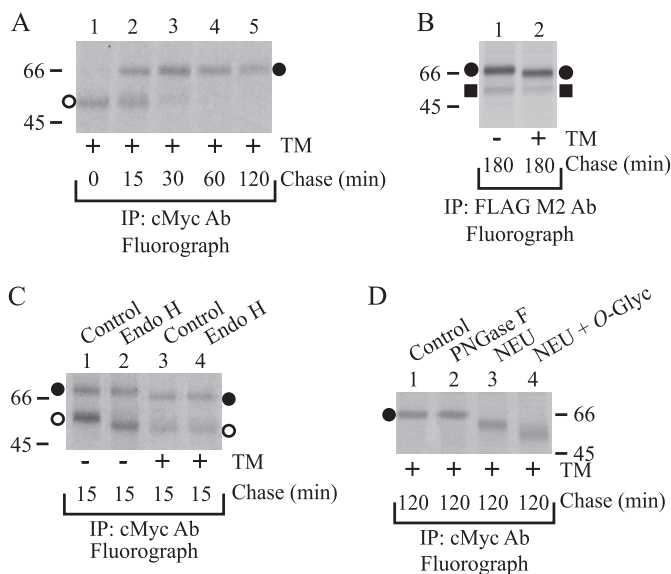 A
1 2 3 4 5
66
45
+ + + + + TM
0 15 30 60 120 Chase (min)
IP: cMyc Ab
Fluorograph
B
1 2
66
45
- + TM
180 180 Chase (min)
IP: FLAG M2 Ab
Fluorograph
C
Control Endo H Control Endo H
1 2 3 4
66
45
- - + + TM
15 15 15 15 Chase (min)
IP: cMyc Ab
Fluorograph
D
Control PNGase F NEU NEU + O-Glyc
1 2 3 4
66
45
+ + + + TM
120 120 120 120 Chase (min)
IP: cMyc Ab
Fluorograph